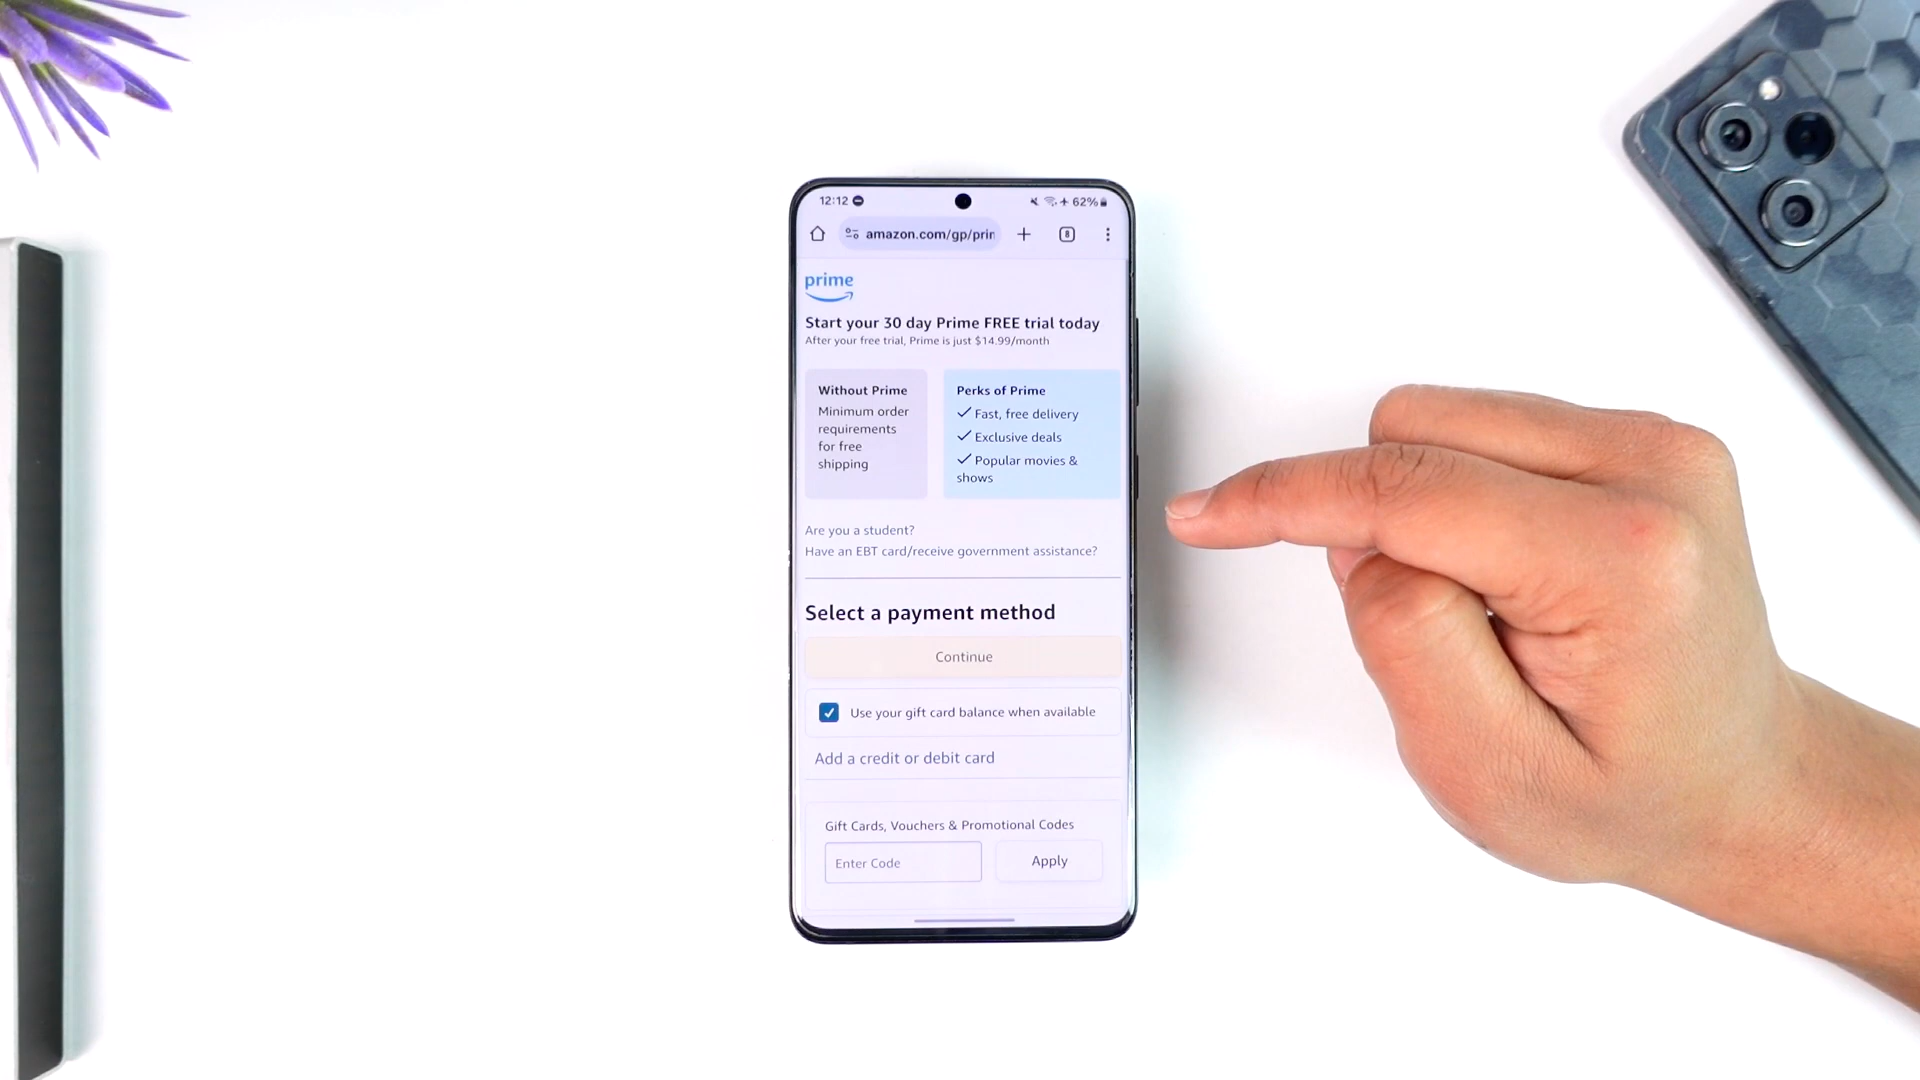 12:12 62%
amazon.com/gp/prin 8
prime
Start your 30 day Prime FREE trial today
After your free trial, Prime is just $14.99/month
Without Prime
Minimum order
requirements
for free
shipping
Perks of Prime
Fast, free delivery
Exclusive deals
Popular movies &
shows
Are you a student?
Have an EBT card/receive government assistance?
Select a payment method
Continue
Use your gift card balance when available
Add a credit or debit card
Gift Cards, Vouchers & Promotional Codes
Enter Code Apply